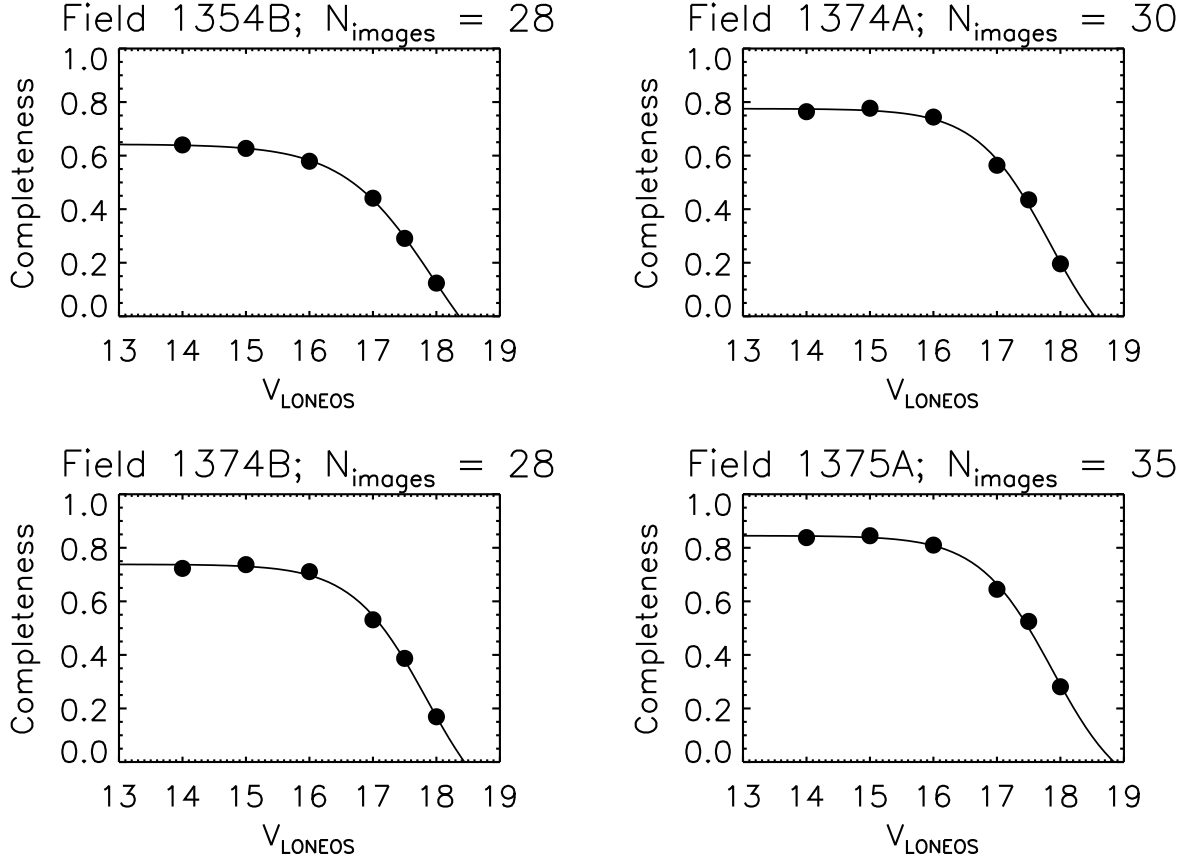 Field 1354B; N_images = 28
Completeness
1.0
0.8
0.6
0.4
0.2
0.0
13 14 15 16 17 18 19
V_LONEOS
Field 1374A; N_images = 30
Completeness
1.0
0.8
0.6
0.4
0.2
0.0
13 14 15 16 17 18 19
V_LONEOS
Field 1374B; N_images = 28
Completeness
1.0
0.8
0.6
0.4
0.2
0.0
13 14 15 16 17 18 19
V_LONEOS
Field 1375A; N_images = 35
Completeness
1.0
0.8
0.6
0.4
0.2
0.0
13 14 15 16 17 18 19
V_LONEOS